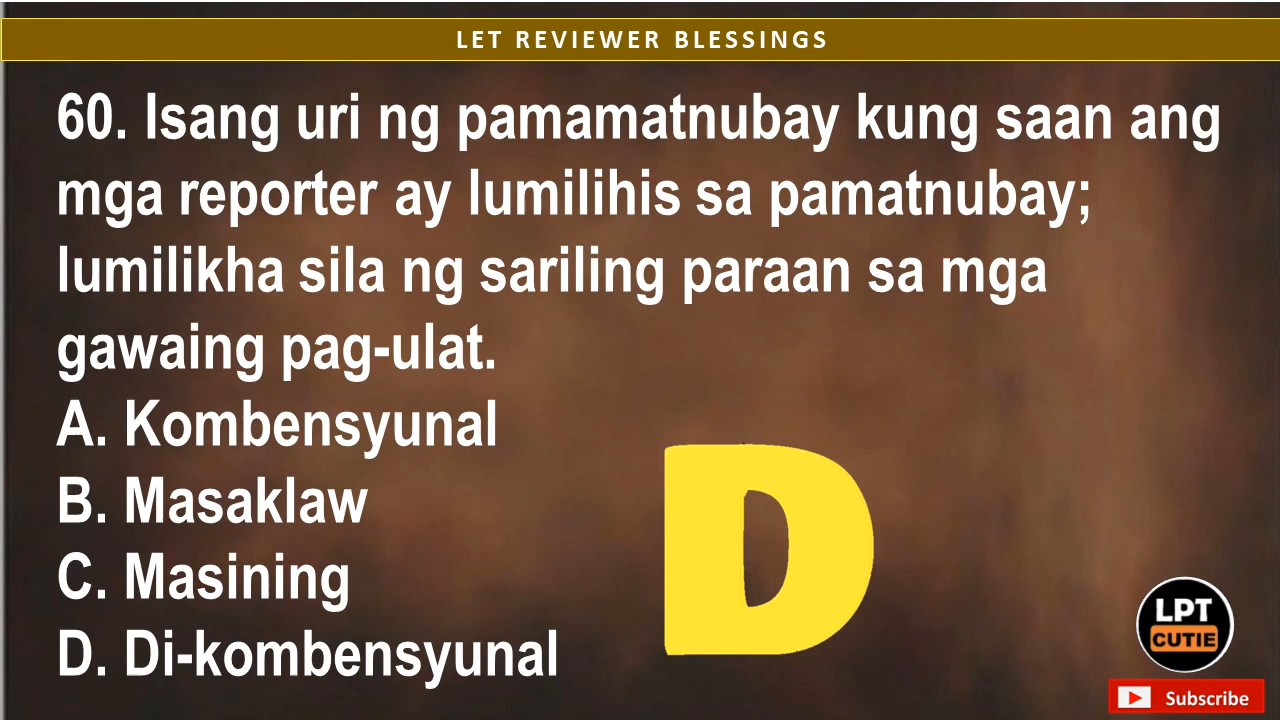 LET REVIEWER BLESSINGS
60. Isang uri ng pamamatnubay kung saan ang
mga reporter ay lumilihis sa pamatnubay;
lumilikha sila ng sariling paraan sa mga
gawaing pag-ulat.
A. Kombensyunal
B. Masaklaw
C. Masining
D. Di-kombensyunal
D
LPT
CUTIE
Subscribe